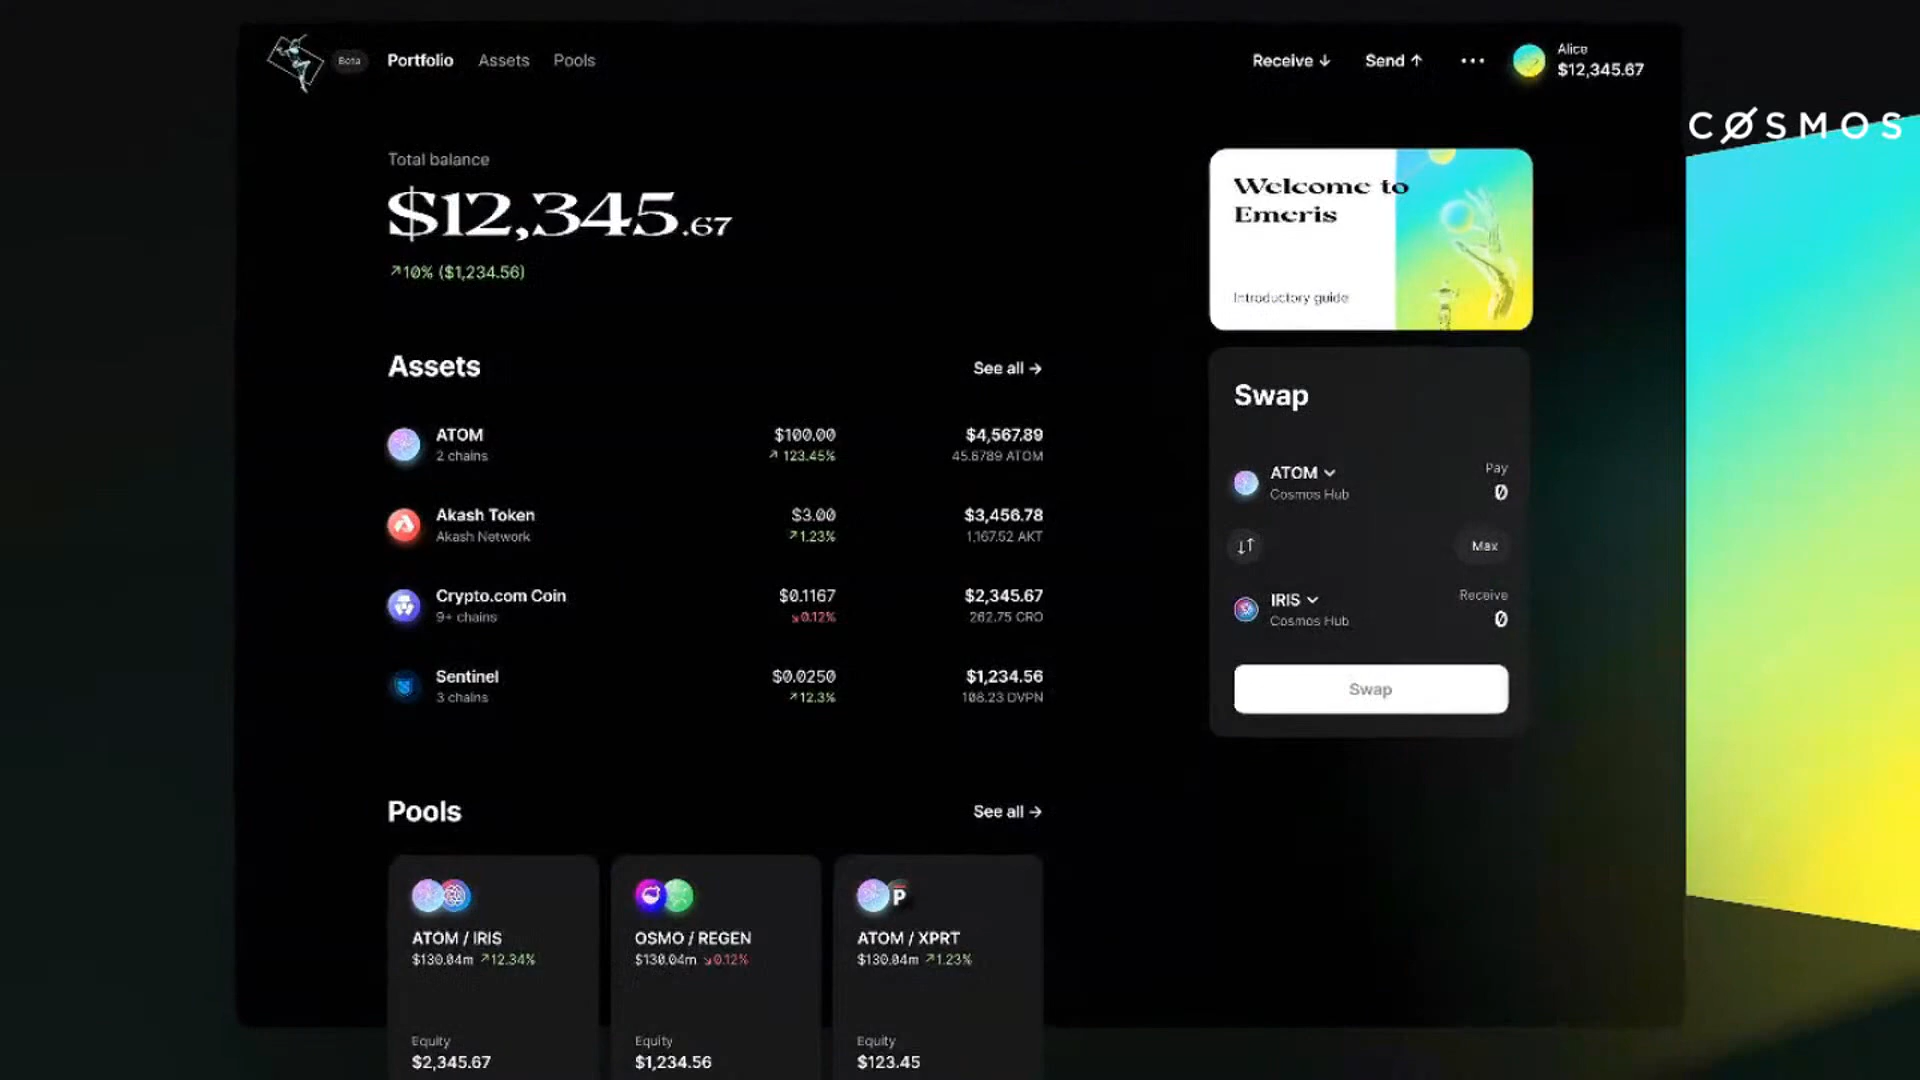 Beta
Portfolio
Assets
Pools
Receive ↓
Send ↑
Alice
$12,345.67
CØSMOS
Total balance
$12,345.67
↗10% ($1,234.56)
Welcome to
Emeris
Introductory guide
Assets
See all →
ATOM
2 chains
$100.00
↗ 123.45%
$4,567.89
45.6789 ATOM
Akash Token
Akash Network
$3.00
↗1.23%
$3,456.78
1,167.52 AKT
Crypto.com Coin
9+ chains
$0.1167
↘0.12%
$2,345.67
262.75 CRO
Sentinel
3 chains
$0.0250
↗12.3%
$1,234.56
108.23 DVPN
Swap
ATOM
Cosmos Hub
Pay
0
Max
IRIS
Cosmos Hub
Receive
0
Swap
Pools
See all →
ATOM / IRIS
$130.04m ↗12.34%
Equity
$2,345.67
OSMO / REGEN
$130.04m ↘0.12%
Equity
$1,234.56
P
ATOM / XPRT
$130.04m ↗1.23%
Equity
$123.45